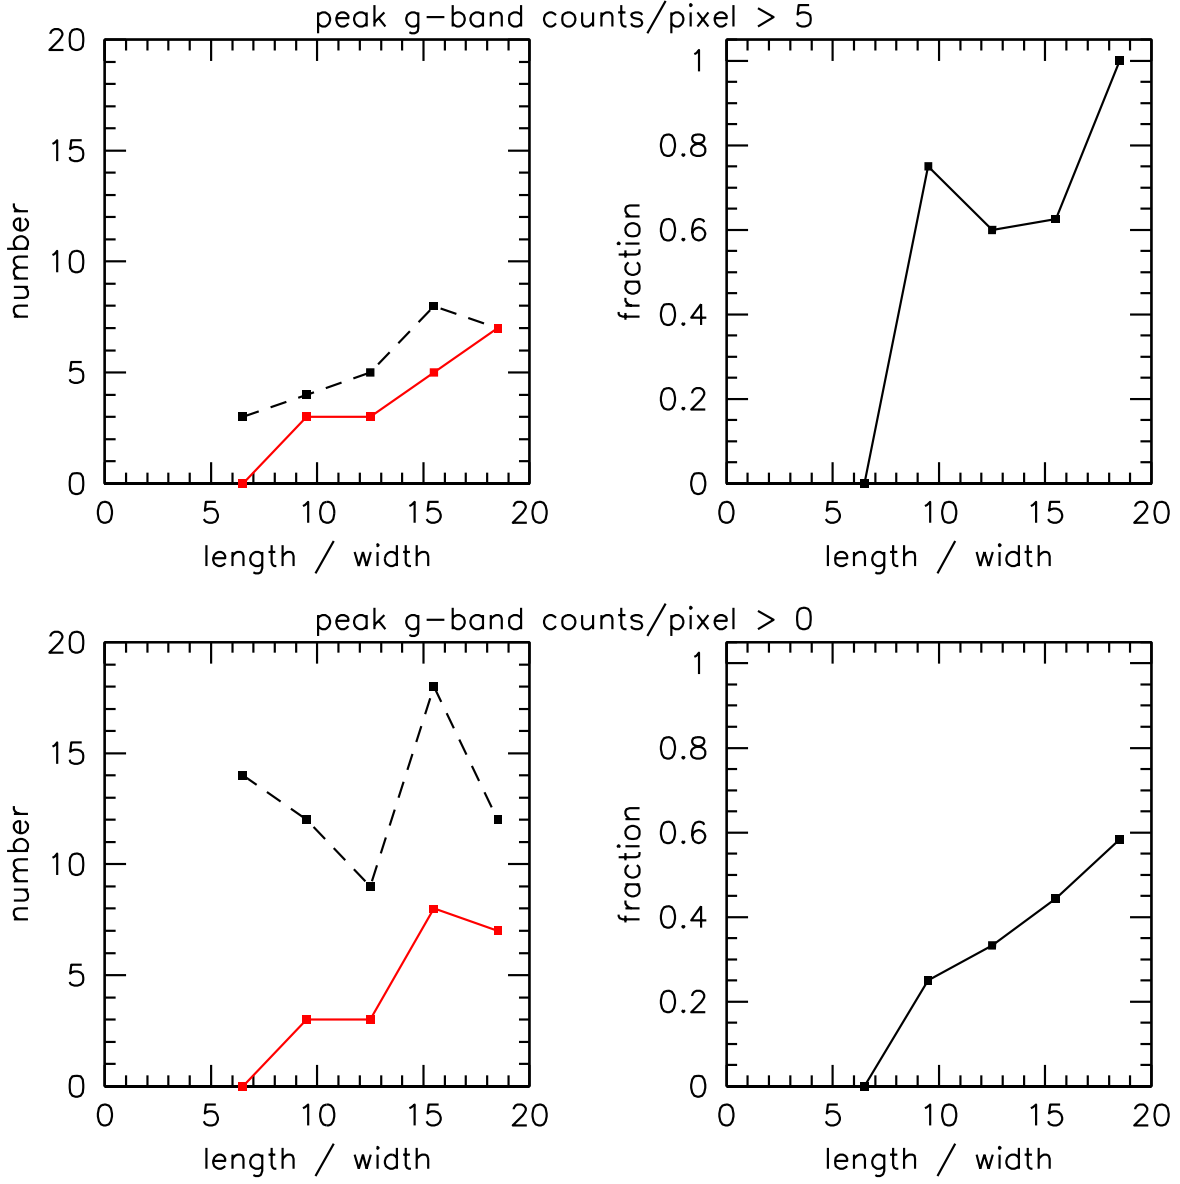 peak g-band counts/pixel > 5
20
15
10
5
0
number
0 5 10 15 20
length / width
1
0.8
0.6
0.4
0.2
0
fraction
0 5 10 15 20
length / width
peak g-band counts/pixel > 0
20
15
10
5
0
number
0 5 10 15 20
length / width
1
0.8
0.6
0.4
0.2
0
fraction
0 5 10 15 20
length / width